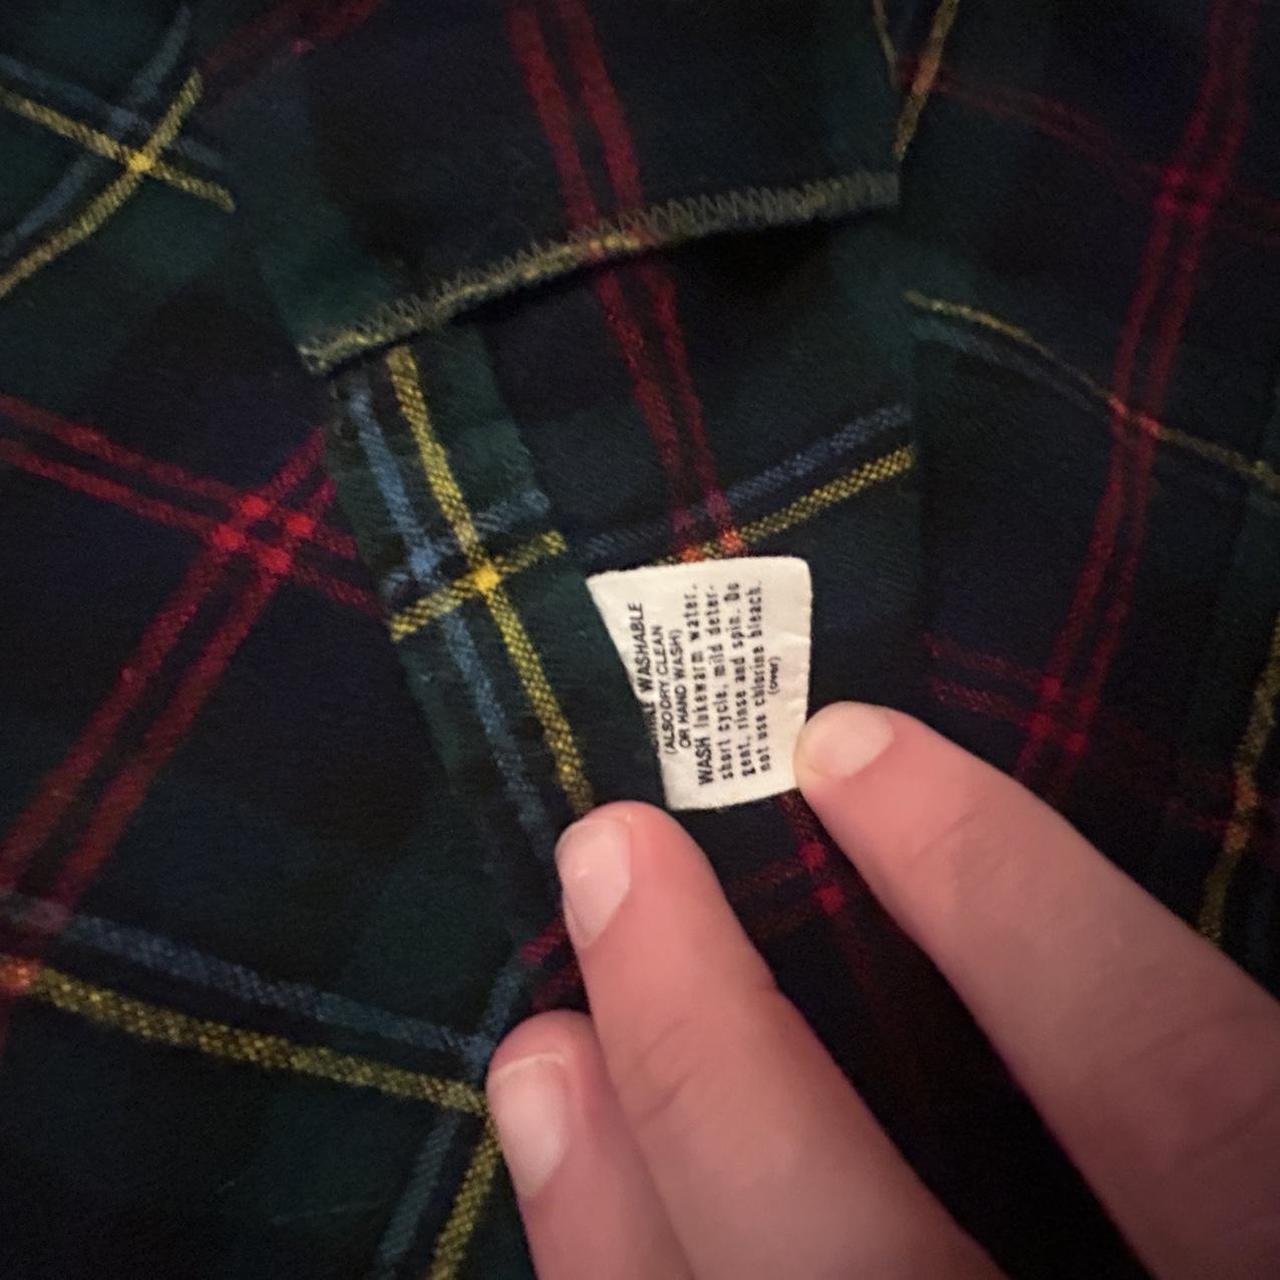 WASHABLE
(ALSO DRY CLEAN
OR HAND WASH)
WASH lukewarm water,
short cycle, mild deter-
gent, rinse and spin. Do
not use chlorine bleach.
(over)